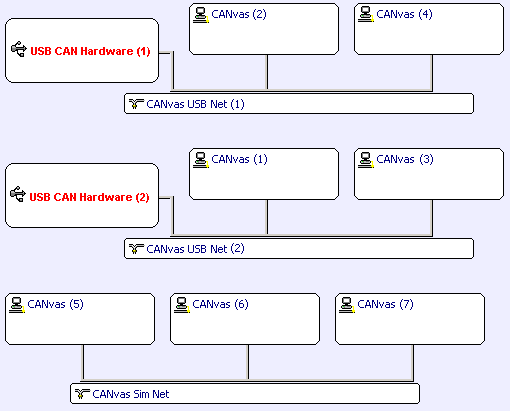 CANvas (2)
CANvas (4)
USB CAN Hardware (1)
CANvas USB Net (1)
CANvas (1)
CANvas (3)
USB CAN Hardware (2)
CANvas USB Net (2)
CANvas (5)
CANvas (6)
CANvas (7)
CANvas Sim Net